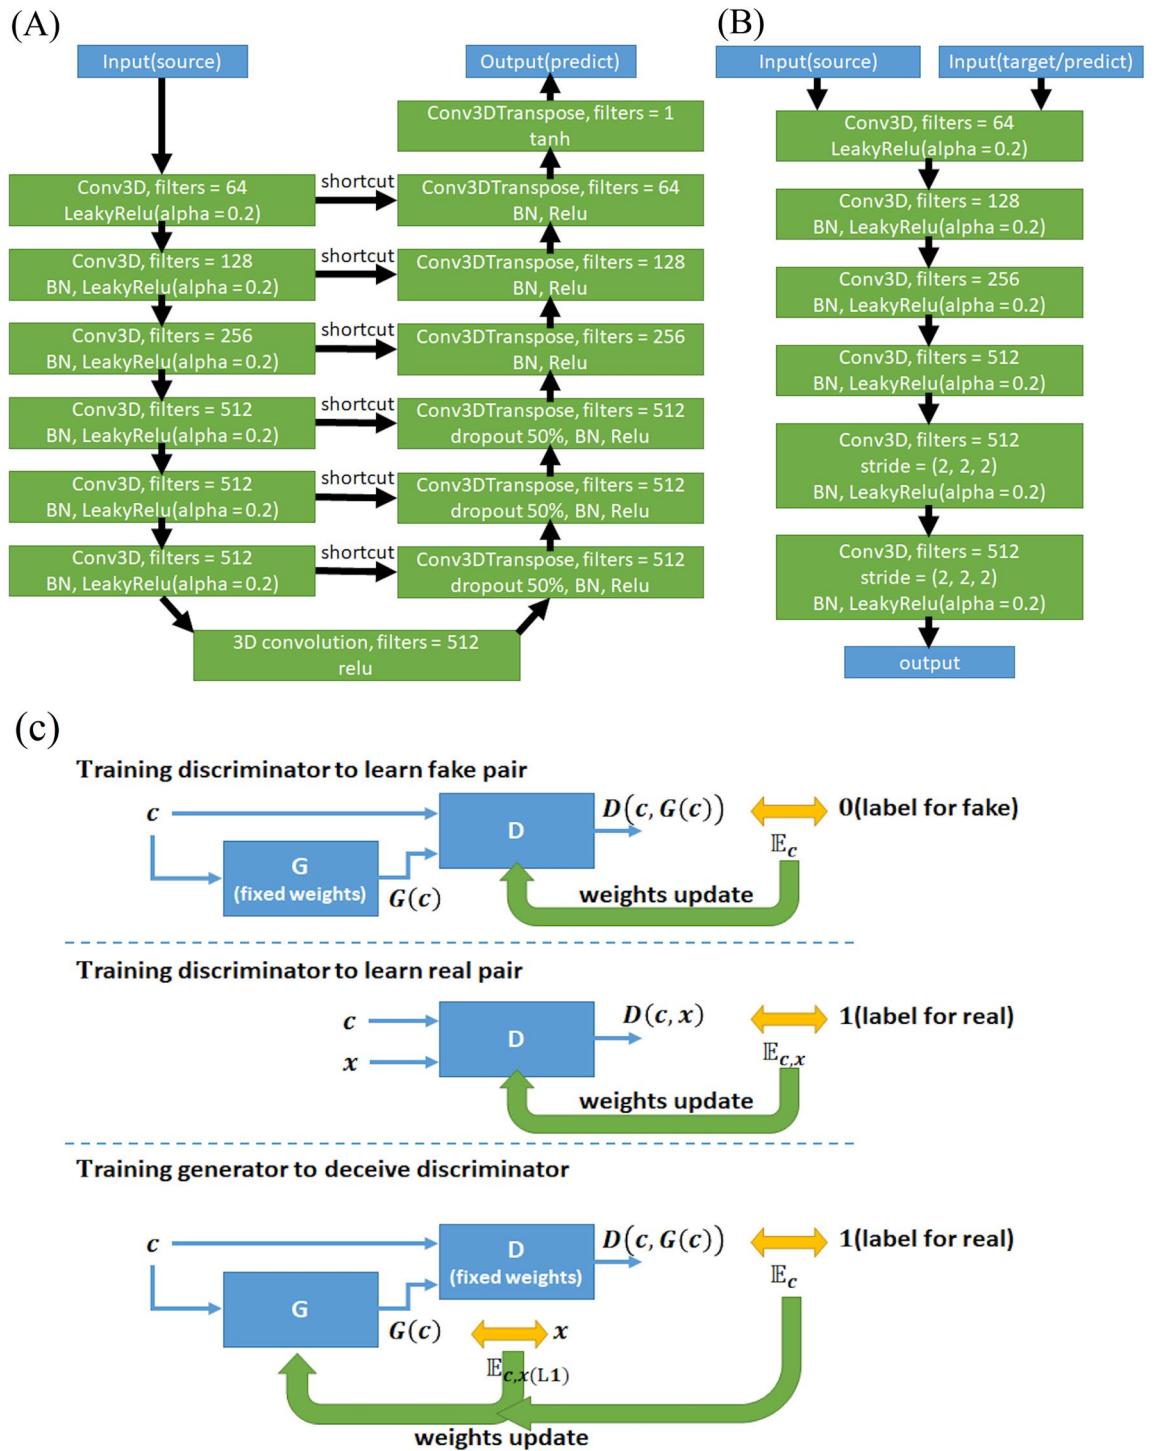 (A)
Input(source)
Output(predict)
Conv3DTranspose, filters = 1
tanh
Conv3D, filters = 64
LeakyRelu(alpha = 0.2)
shortcut
Conv3DTranspose, filters = 64
BN, Relu
Conv3D, filters = 128
BN, LeakyRelu(alpha = 0.2)
shortcut
Conv3DTranspose, filters = 128
BN, Relu
Conv3D, filters = 256
BN, LeakyRelu(alpha = 0.2)
shortcut
Conv3DTranspose, filters = 256
BN, Relu
Conv3D, filters = 512
BN, LeakyRelu(alpha = 0.2)
shortcut
Conv3DTranspose, filters = 512
dropout 50%, BN, Relu
Conv3D, filters = 512
BN, LeakyRelu(alpha = 0.2)
shortcut
Conv3DTranspose, filters = 512
dropout 50%, BN, Relu
Conv3D, filters = 512
BN, LeakyRelu(alpha = 0.2)
shortcut
Conv3DTranspose, filters = 512
dropout 50%, BN, Relu
3D convolution, filters = 512
relu
(B)
Input(source)
Input(target/predict)
Conv3D, filters = 64
LeakyRelu(alpha = 0.2)
Conv3D, filters = 128
BN, LeakyRelu(alpha = 0.2)
Conv3D, filters = 256
BN, LeakyRelu(alpha = 0.2)
Conv3D, filters = 512
BN, LeakyRelu(alpha = 0.2)
Conv3D, filters = 512
stride = (2, 2, 2)
BN, LeakyRelu(alpha = 0.2)
Conv3D, filters = 512
stride = (2, 2, 2)
BN, LeakyRelu(alpha = 0.2)
output
(c)
Training discriminator to learn fake pair
c
G
(fixed weights)
G(c)
D
D(c, G(c))
0(label for fake)
𝔼c
weights update
Training discriminator to learn real pair
c
x
D
D(c, x)
1(label for real)
𝔼c,x
weights update
Training generator to deceive discriminator
c
G
G(c)
D
(fixed weights)
D(c, G(c))
1(label for real)
𝔼c
x
𝔼c,x(L1)
weights update